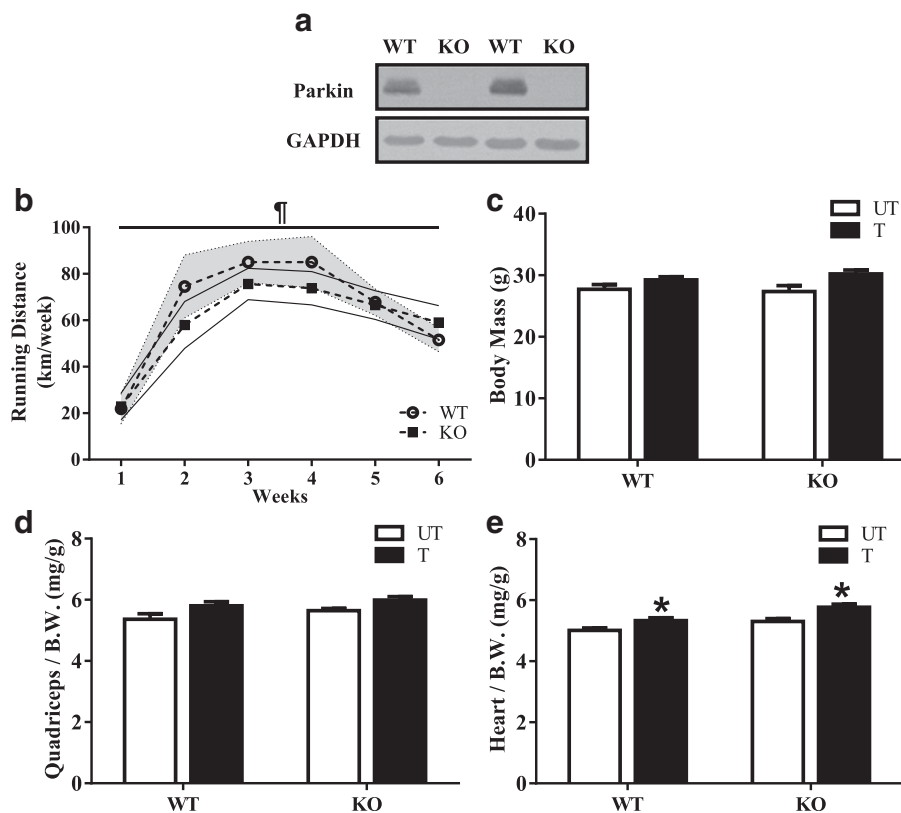 a
WT KO WT KO
Parkin
GAPDH
b
¶
Running Distance
(km/week)
100
80
60
40
20
0
1 2 3 4 5 6
Weeks
WT
KO
c
UT
T
Body Mass (g)
40
30
20
10
0
WT KO
d
UT
T
Quadriceps / B.W. (mg/g)
8
6
4
2
0
WT KO
e
UT
T
Heart / B.W. (mg/g)
8
6
4
2
0
* *
WT KO